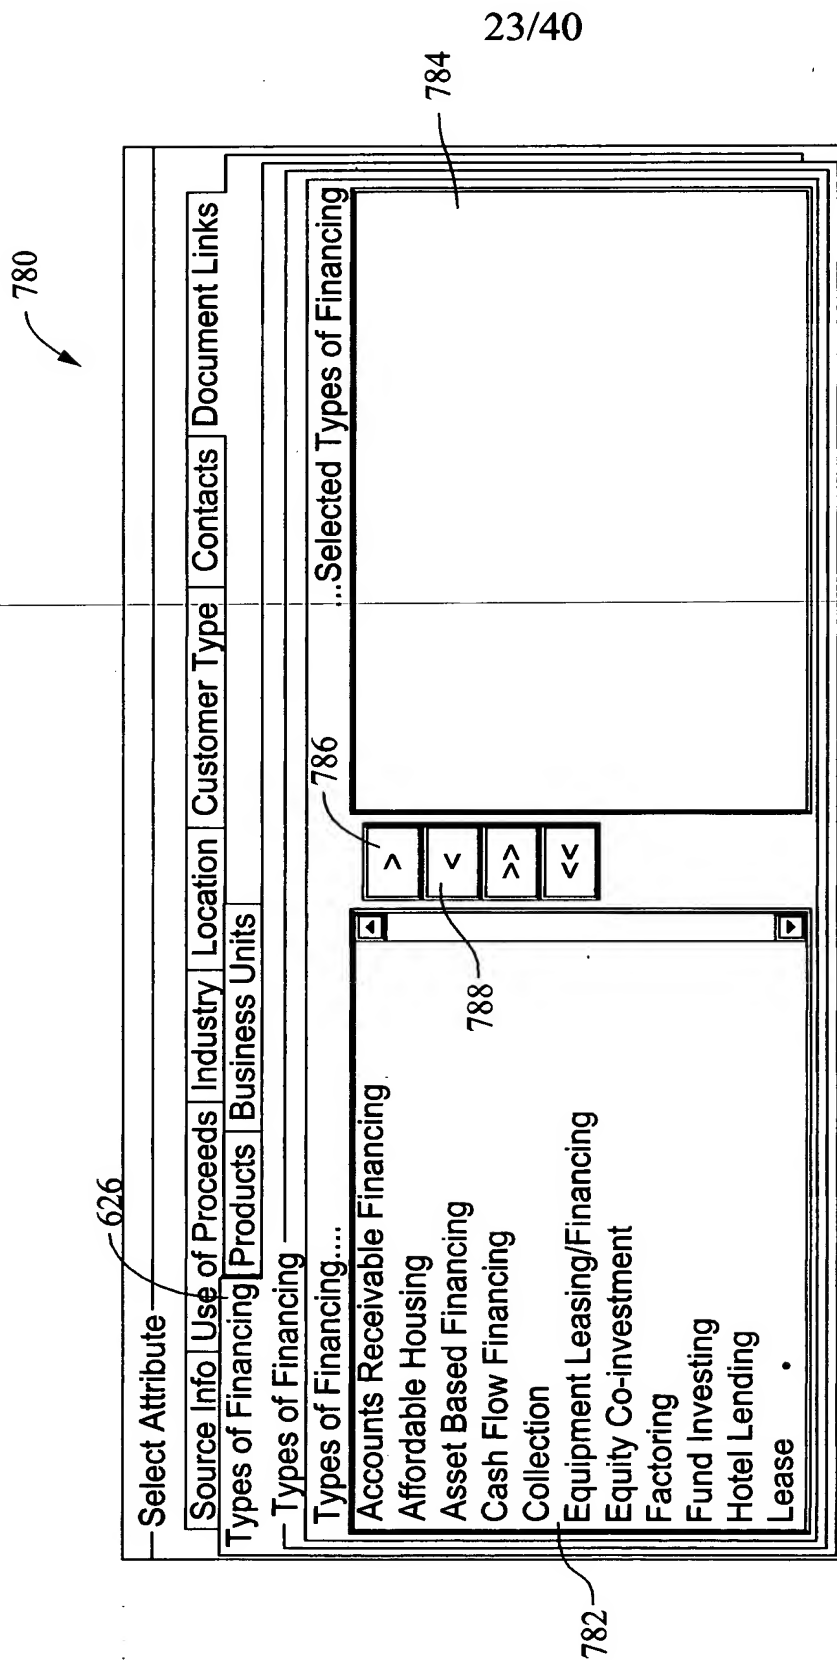 23/40
780
Select Attribute
Source Info Use of Proceeds Industry Location Customer Type Contacts Document Links
626
Types of Financing Products Business Units
Types of Financing
Types of Financing....
...Selected Types of Financing
786
784
Accounts Receivable Financing
Affordable Housing
Asset Based Financing
Cash Flow Financing
Collection
Equipment Leasing/Financing
Equity Co-investment
Factoring
Fund Investing
Hotel Lending
Lease
>
<
>>
<<
788
782